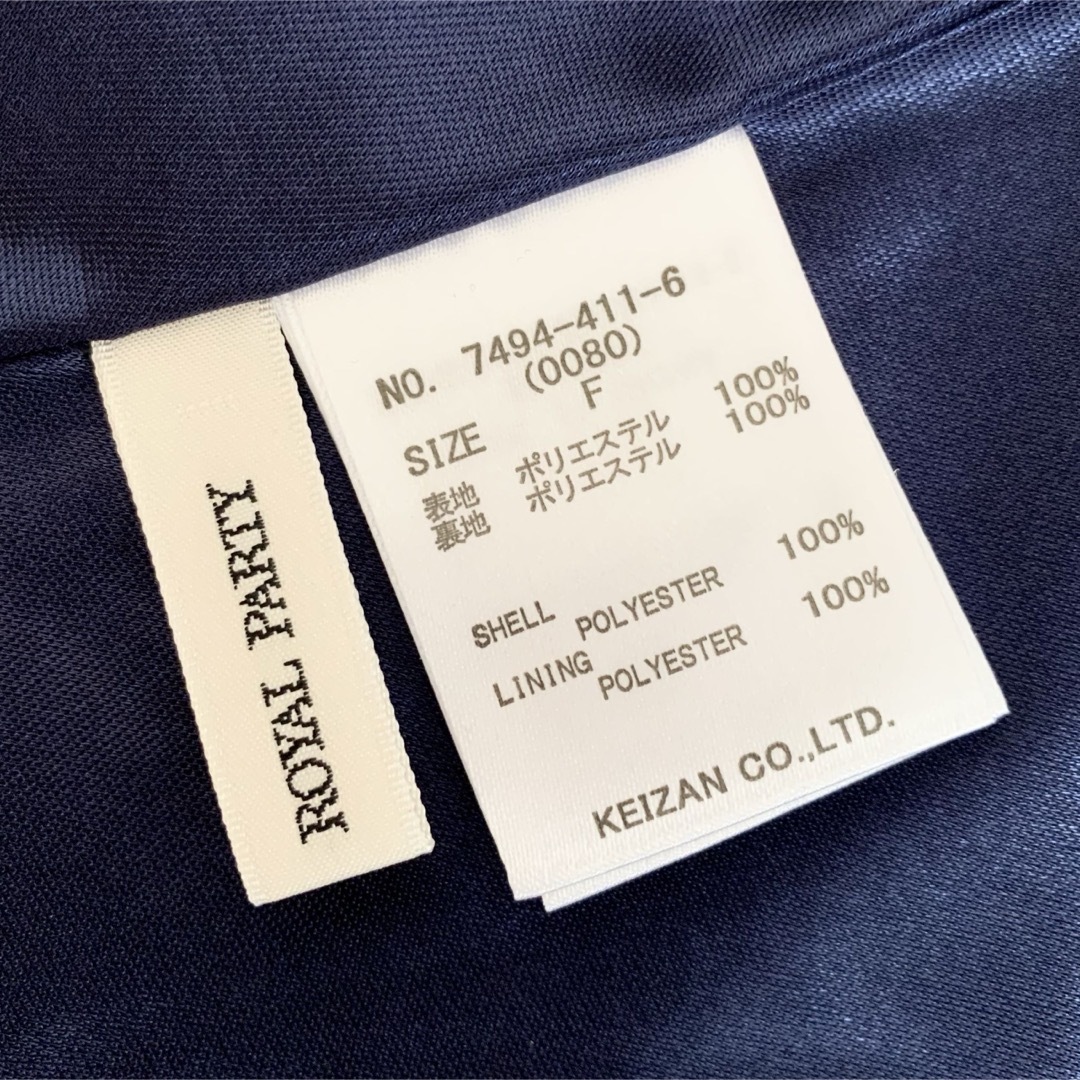 ROYAL PARTY
NO. 7494-411-6
(0080)
SIZE F
表地 ポリエステル 100%
裏地 ポリエステル 100%
SHELL POLYESTER 100%
LINING POLYESTER 100%
KEIZAN CO.,LTD.